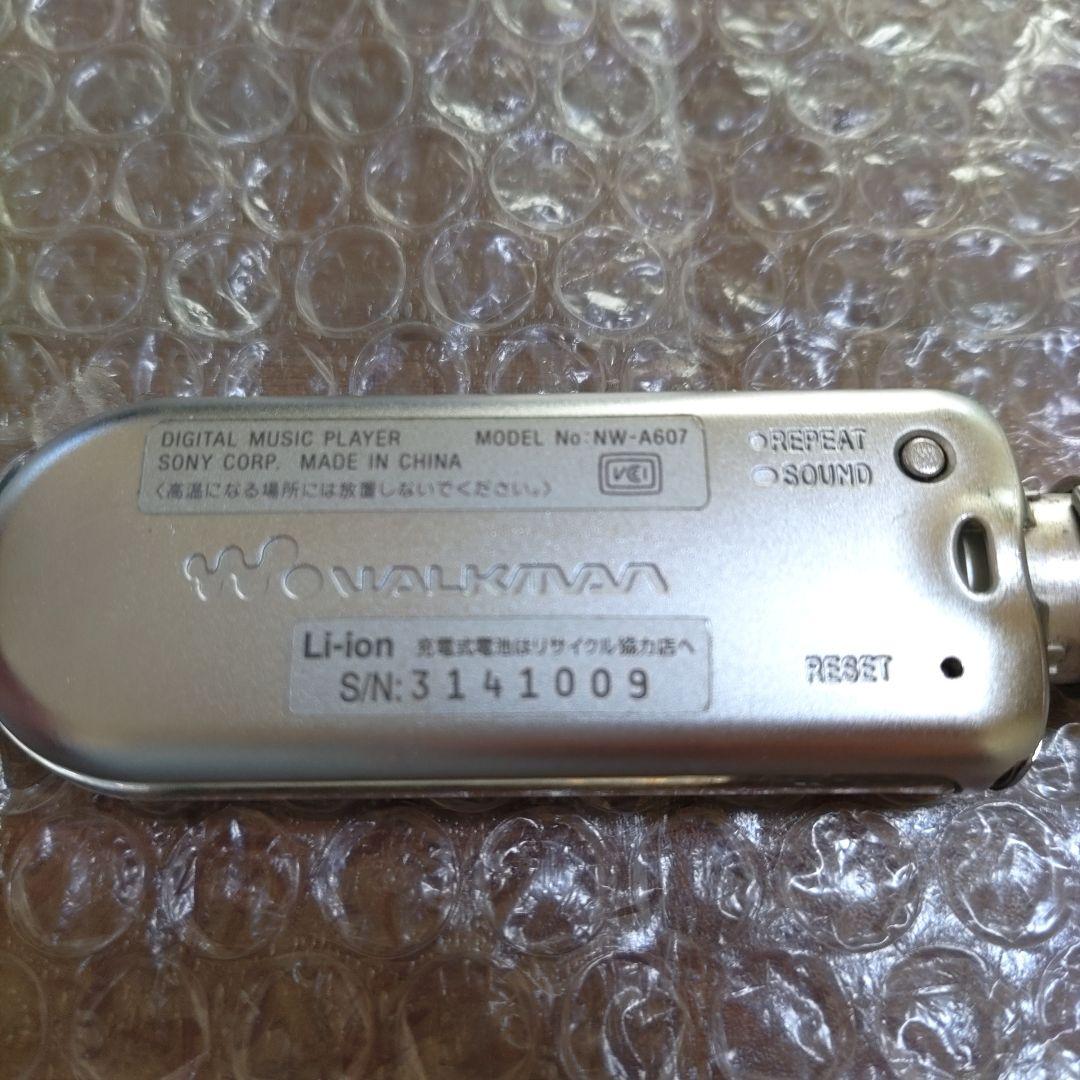 DIGITAL MUSIC PLAYER MODEL No:NW-A607
SONY CORP. MADE IN CHINA
〈高温になる場所には放置しないでください。〉
VCI
REPEAT
SOUND
WALKMAN
Li-ion 充電式電池はリサイクル協力店へ
S/N:3141009
RESET